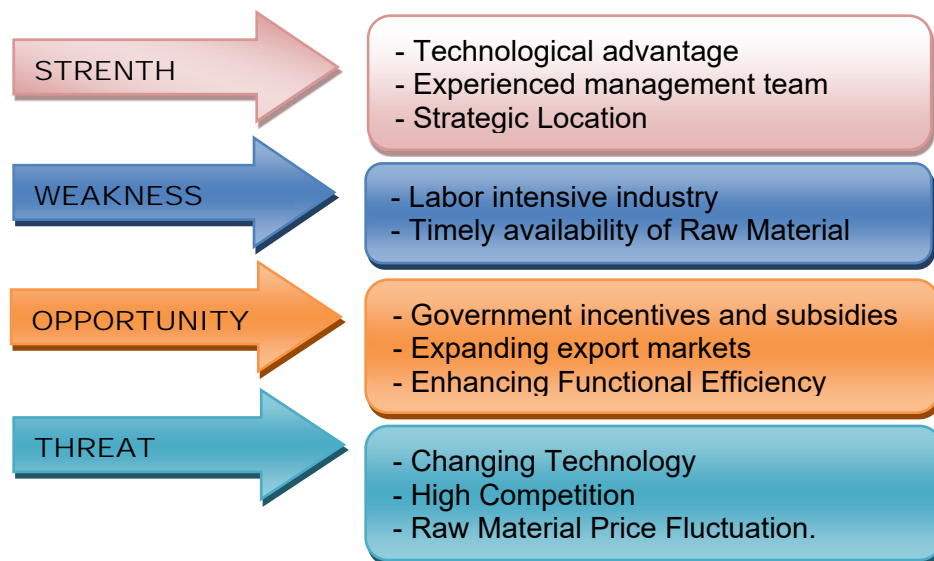 STRENTH
- Technological advantage
- Experienced management team
- Strategic Location
WEAKNESS
- Labor intensive industry
- Timely availability of Raw Material
OPPORTUNITY
- Government incentives and subsidies
- Expanding export markets
- Enhancing Functional Efficiency
THREAT
- Changing Technology
- High Competition
- Raw Material Price Fluctuation.